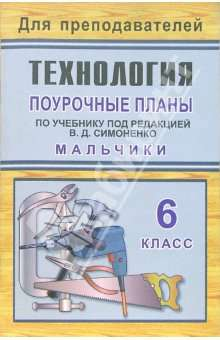 Для преподавателей
ТЕХНОЛОГИЯ
ПОУРОЧНЫЕ ПЛАНЫ
ПО УЧЕБНИКУ ПОД РЕДАКЦИЕЙ
В. Д. СИМОНЕНКО
МАЛЬЧИКИ
6
КЛАСС